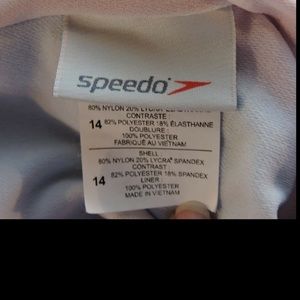 speedo
80% NYLON 20% LYCRA ELASTHANNE
CONTRASTE :
14 82% POLYESTER 18% ÉLASTHANNE
DOUBLURE :
100% POLYESTER
FABRIQUÉ AU VIETNAM
SHELL :
80% NYLON 20% LYCRA® SPANDEX
CONTRAST :
14 82% POLYESTER 18% SPANDEX
LINER :
100% POLYESTER
MADE IN VIETNAM